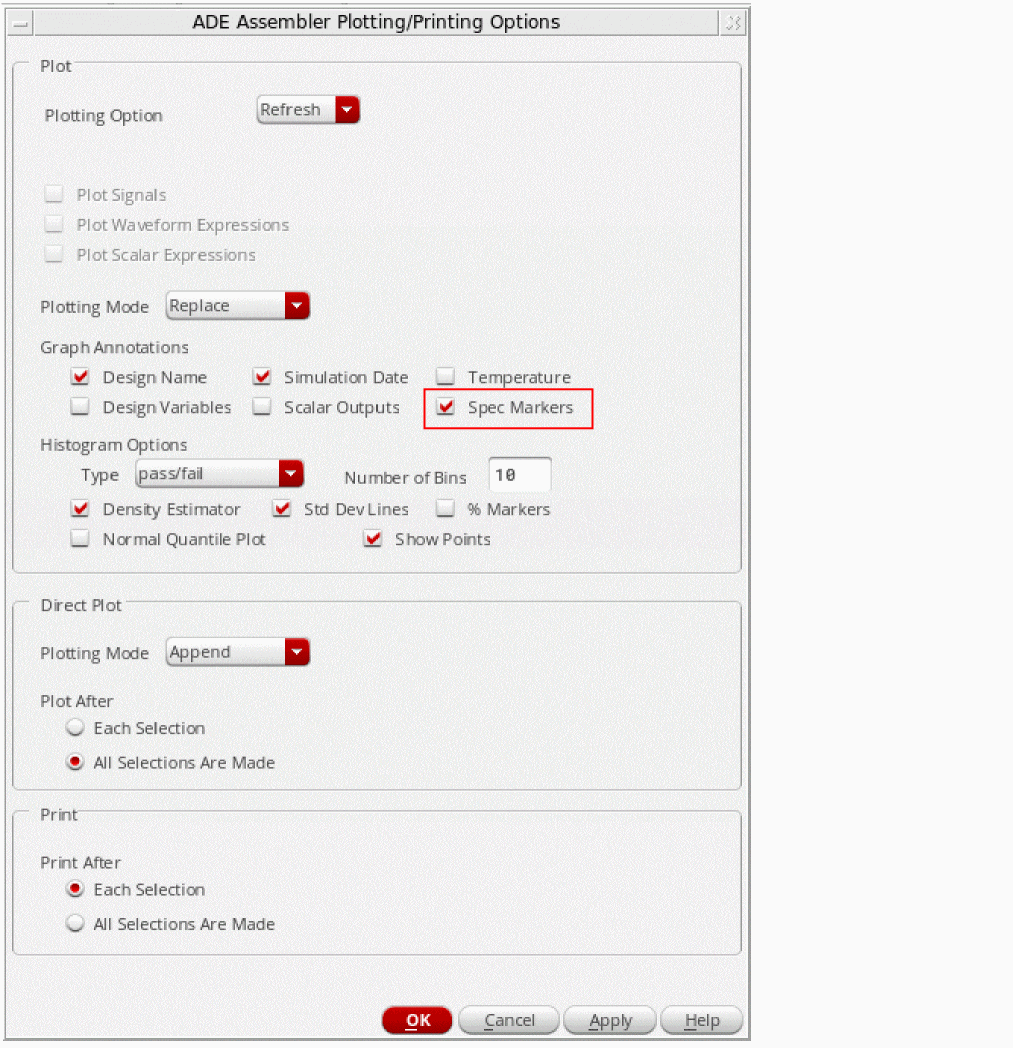 ADE Assembler Plotting/Printing Options
Plot
Plotting Option Refresh
Plot Signals
Plot Waveform Expressions
Plot Scalar Expressions
Plotting Mode Replace
Graph Annotations
Design Name Simulation Date Temperature
Design Variables Scalar Outputs Spec Markers
Histogram Options
Type pass/fail Number of Bins 10
Density Estimator Std Dev Lines % Markers
Normal Quantile Plot Show Points
Direct Plot
Plotting Mode Append
Plot After
Each Selection
All Selections Are Made
Print
Print After
Each Selection
All Selections Are Made
OK Cancel Apply Help